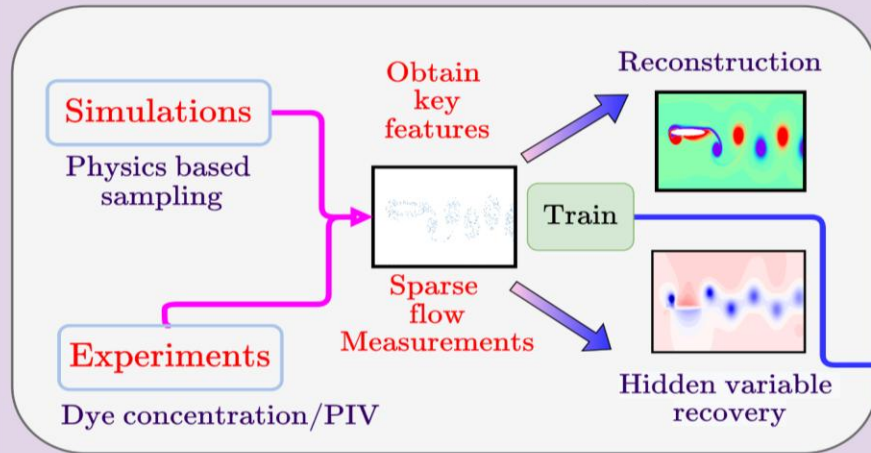 Simulations
Physics based
sampling
Experiments
Dye concentration/PIV
Obtain
key
features
Sparse
flow
Measurements
Train
Reconstruction
Hidden variable
recovery